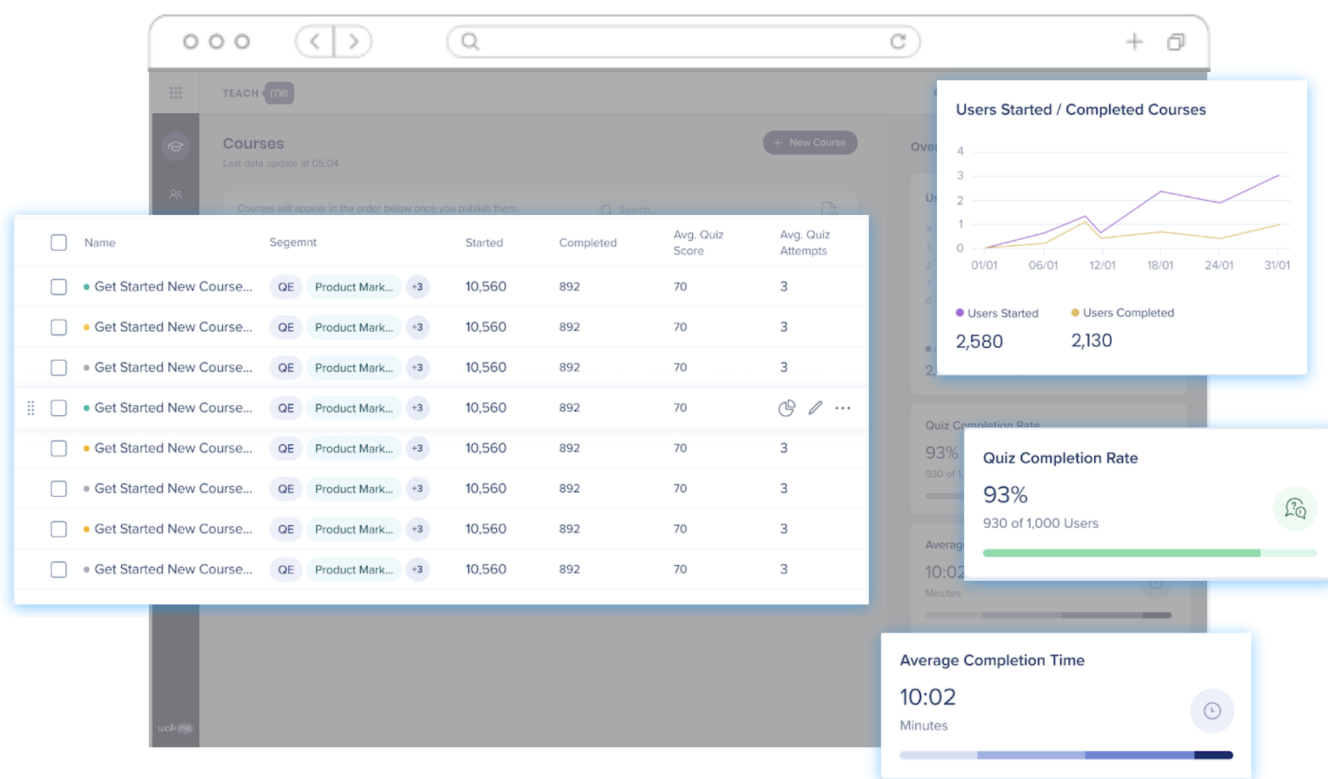 TEACH me
Courses
Last data update at 05:04
+ New Course
Courses will appear in the order below once you publish them.
Search...
Name Segemnt Started Completed Avg. Quiz Score Avg. Quiz Attempts
Get Started New Course... QE Product Mark... +3 10,560 892 70 3
Get Started New Course... QE Product Mark... +3 10,560 892 70 3
Get Started New Course... QE Product Mark... +3 10,560 892 70 3
Get Started New Course... QE Product Mark... +3 10,560 892 70
Get Started New Course... QE Product Mark... +3 10,560 892 70 3
Get Started New Course... QE Product Mark... +3 10,560 892 70 3
Get Started New Course... QE Product Mark... +3 10,560 892 70 3
Get Started New Course... QE Product Mark... +3 10,560 892 70 3
walkme
Users Started / Completed Courses
4
3
2
1
0
01/01 06/01 12/01 18/01 24/01 31/01
Users Started Users Completed
2,580 2,130
Quiz Completion Rate
93%
Quiz Completion Rate
93%
930 of 1,000 Users
10:02
Minutes
Average Completion Time
10:02
Minutes